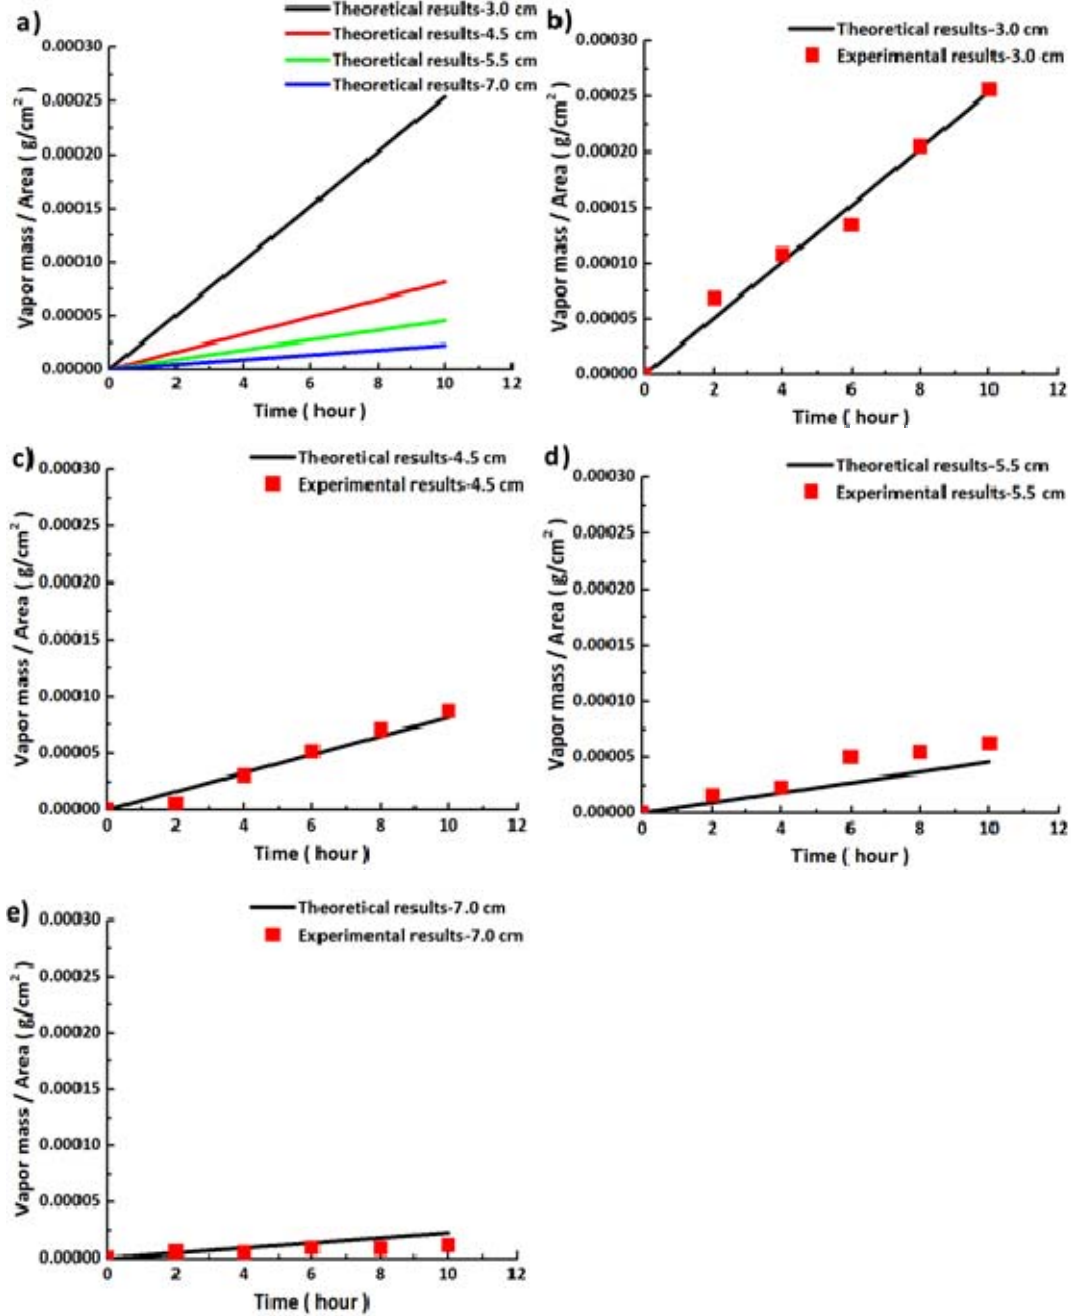 a)
Theoretical results-3.0 cm
Theoretical results-4.5 cm
Theoretical results-5.5 cm
Theoretical results-7.0 cm
0.00030
0.00025
0.00020
0.00015
0.00010
0.00005
0.00000
0 2 4 6 8 10 12
Vapor mass / Area ( g/cm²)
Time ( hour )
b)
Theoretical results-3.0 cm
Experimental results-3.0 cm
0.00030
0.00025
0.00020
0.00015
0.00010
0.00005
0.00000
0 2 4 6 8 10 12
Vapor mass / Area ( g/cm²)
Time ( hour )
c)
Theoretical results-4.5 cm
Experimental results-4.5 cm
0.00030
0.00025
0.00020
0.00015
0.00010
0.00005
0.00000
0 2 4 6 8 10 12
Vapor mass / Area ( g/cm²)
Time ( hour )
d)
Theoretical results-5.5 cm
Experimental results-5.5 cm
0.00030
0.00025
0.00020
0.00015
0.00010
0.00005
0.00000
0 2 4 6 8 10 12
Vapor mass / Area ( g/cm²)
Time ( hour )
e)
Theoretical results-7.0 cm
Experimental results-7.0 cm
0.00030
0.00025
0.00020
0.00015
0.00010
0.00005
0.00000
0 2 4 6 8 10 12
Vapor mass / Area ( g/cm²)
Time ( hour )